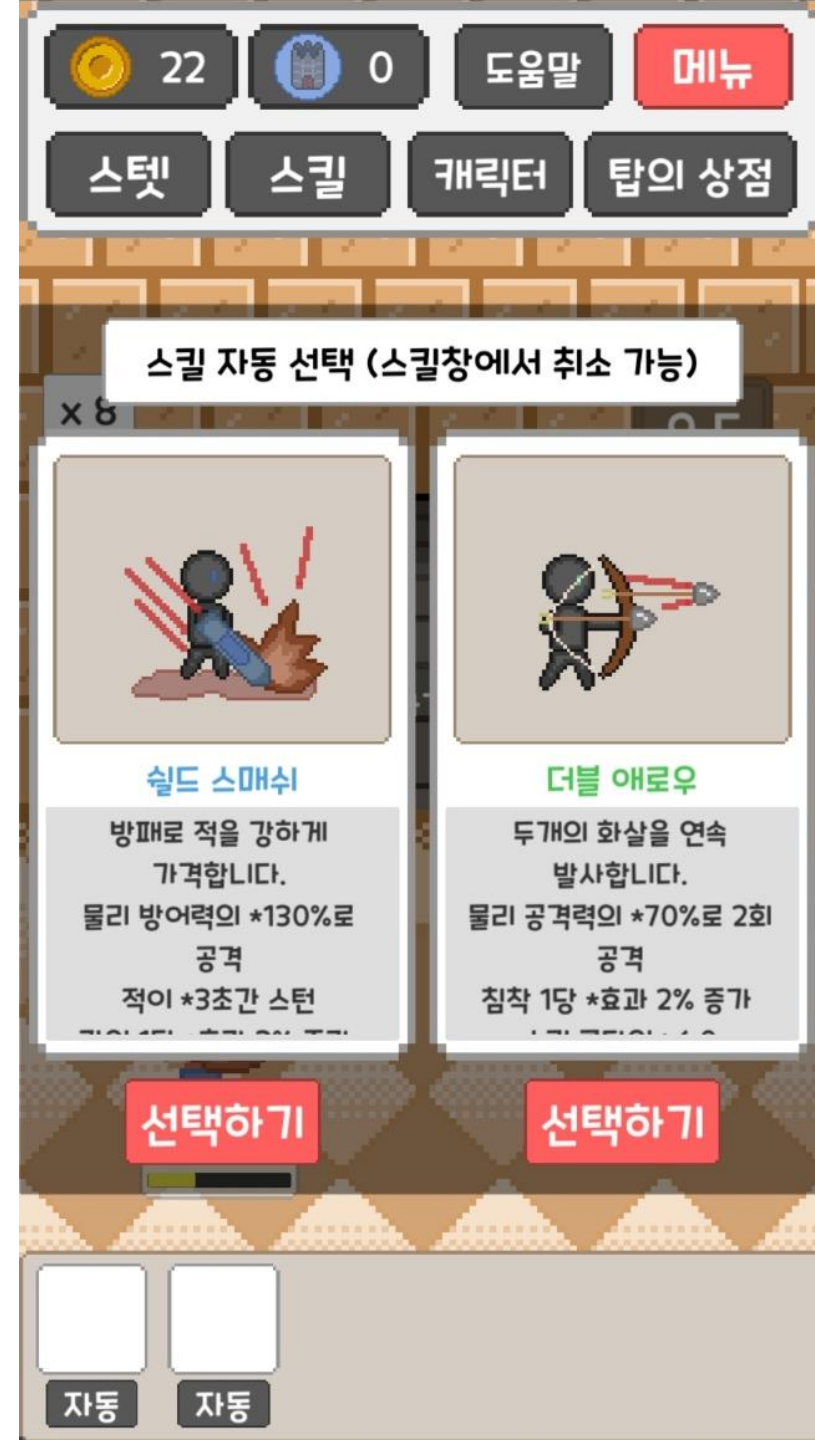 22
0
도움말
메뉴
스텟
스킬
캐릭터
탑의 상점
스킬 자동 선택 (스킬창에서 취소 가능)
x 8
쉴드 스매쉬
방패로 적을 강하게
가격합니다.
물리 방어력의 *130%로
공격
적이 *3초간 스턴
더블 애로우
두개의 화살을 연속
발사합니다.
물리 공격력의 *70%로 2회
공격
침착 1당 *효과 2% 증가
선택하기
선택하기
자동
자동